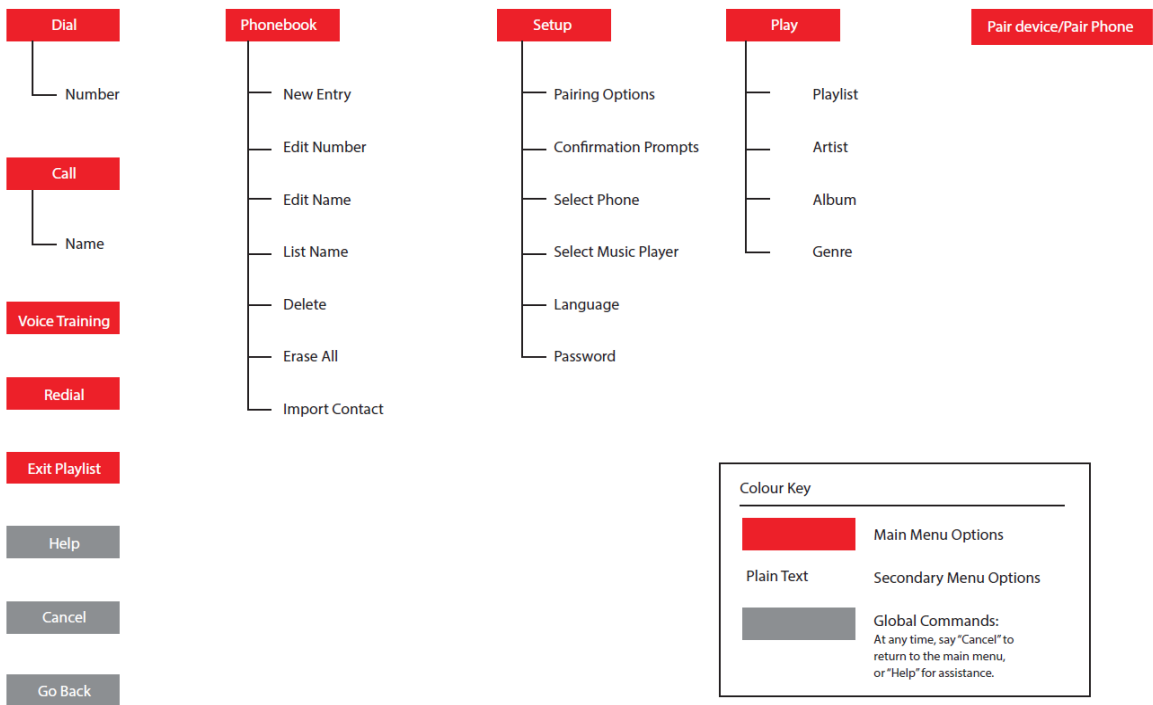 Dial
Number
Call
Name
Voice Training
Redial
Exit Playlist
Help
Cancel
Go Back
Phonebook
New Entry
Edit Number
Edit Name
List Name
Delete
Erase All
Import Contact
Setup
Pairing Options
Confirmation Prompts
Select Phone
Select Music Player
Language
Password
Play
Playlist
Artist
Album
Genre
Pair device/Pair Phone
Colour Key
Main Menu Options
Plain Text
Secondary Menu Options
Global Commands:
At any time, say “Cancel” to
return to the main menu,
or “Help” for assistance.